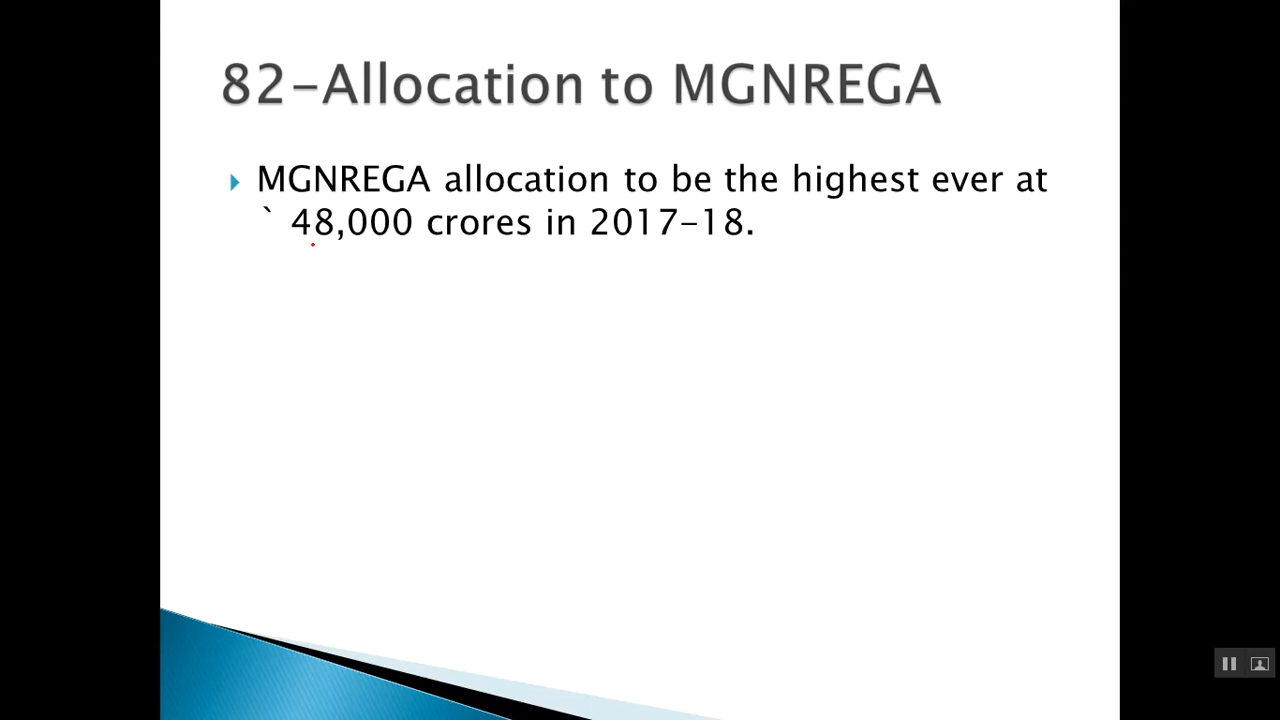 82-Allocation to MGNREGA
MGNREGA allocation to be the highest ever at
` 48,000 crores in 2017-18.